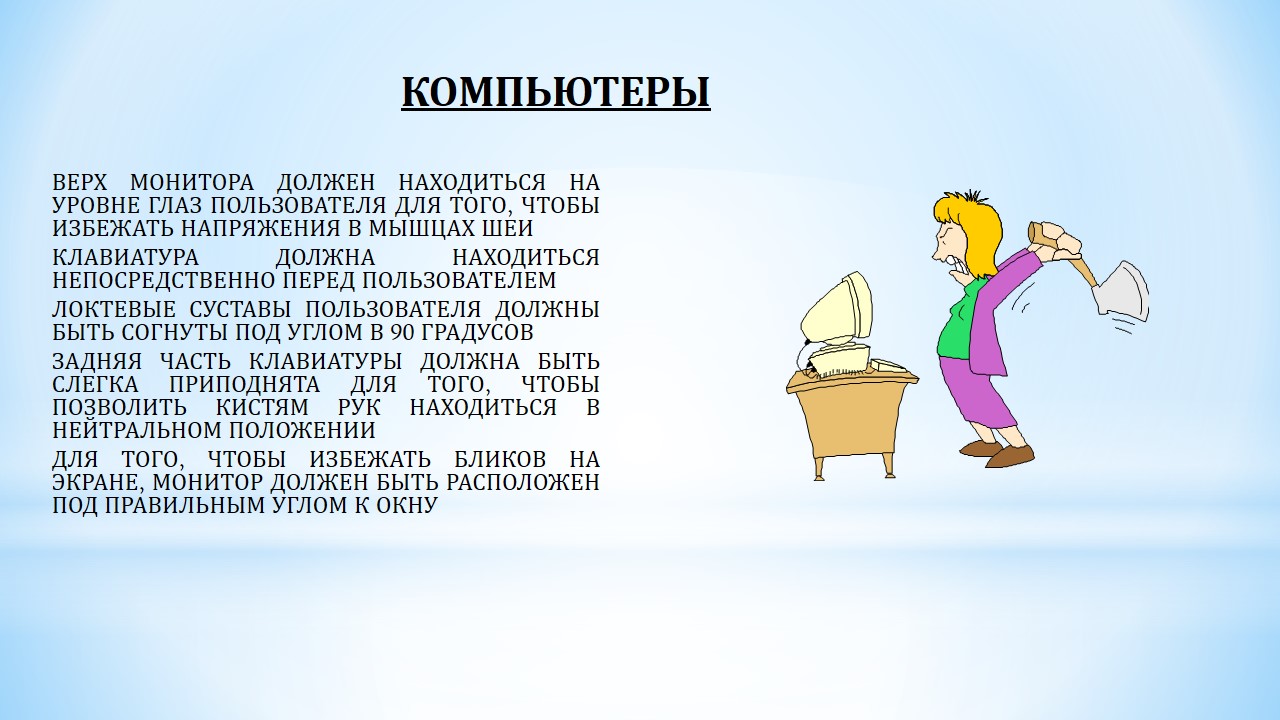 КОМПЬЮТЕРЫ
ВЕРХ МОНИТОРА ДОЛЖЕН НАХОДИТЬСЯ НА
УРОВНЕ ГЛАЗ ПОЛЬЗОВАТЕЛЯ ДЛЯ ТОГО, ЧТОБЫ
ИЗБЕЖАТЬ НАПРЯЖЕНИЯ В МЫШЦАХ ШЕИ
КЛАВИАТУРА ДОЛЖНА НАХОДИТЬСЯ
НЕПОСРЕДСТВЕННО ПЕРЕД ПОЛЬЗОВАТЕЛЕМ
ЛОКТЕВЫЕ СУСТАВЫ ПОЛЬЗОВАТЕЛЯ ДОЛЖНЫ
БЫТЬ СОГНУТЫ ПОД УГЛОМ В 90 ГРАДУСОВ
ЗАДНЯЯ ЧАСТЬ КЛАВИАТУРЫ ДОЛЖНА БЫТЬ
СЛЕГКА ПРИПОДНЯТА ДЛЯ ТОГО, ЧТОБЫ
ПОЗВОЛИТЬ КИСТЯМ РУК НАХОДИТЬСЯ В
НЕЙТРАЛЬНОМ ПОЛОЖЕНИИ
ДЛЯ ТОГО, ЧТОБЫ ИЗБЕЖАТЬ БЛИКОВ НА
ЭКРАНЕ, МОНИТОР ДОЛЖЕН БЫТЬ РАСПОЛОЖЕН
ПОД ПРАВИЛЬНЫМ УГЛОМ К ОКНУ